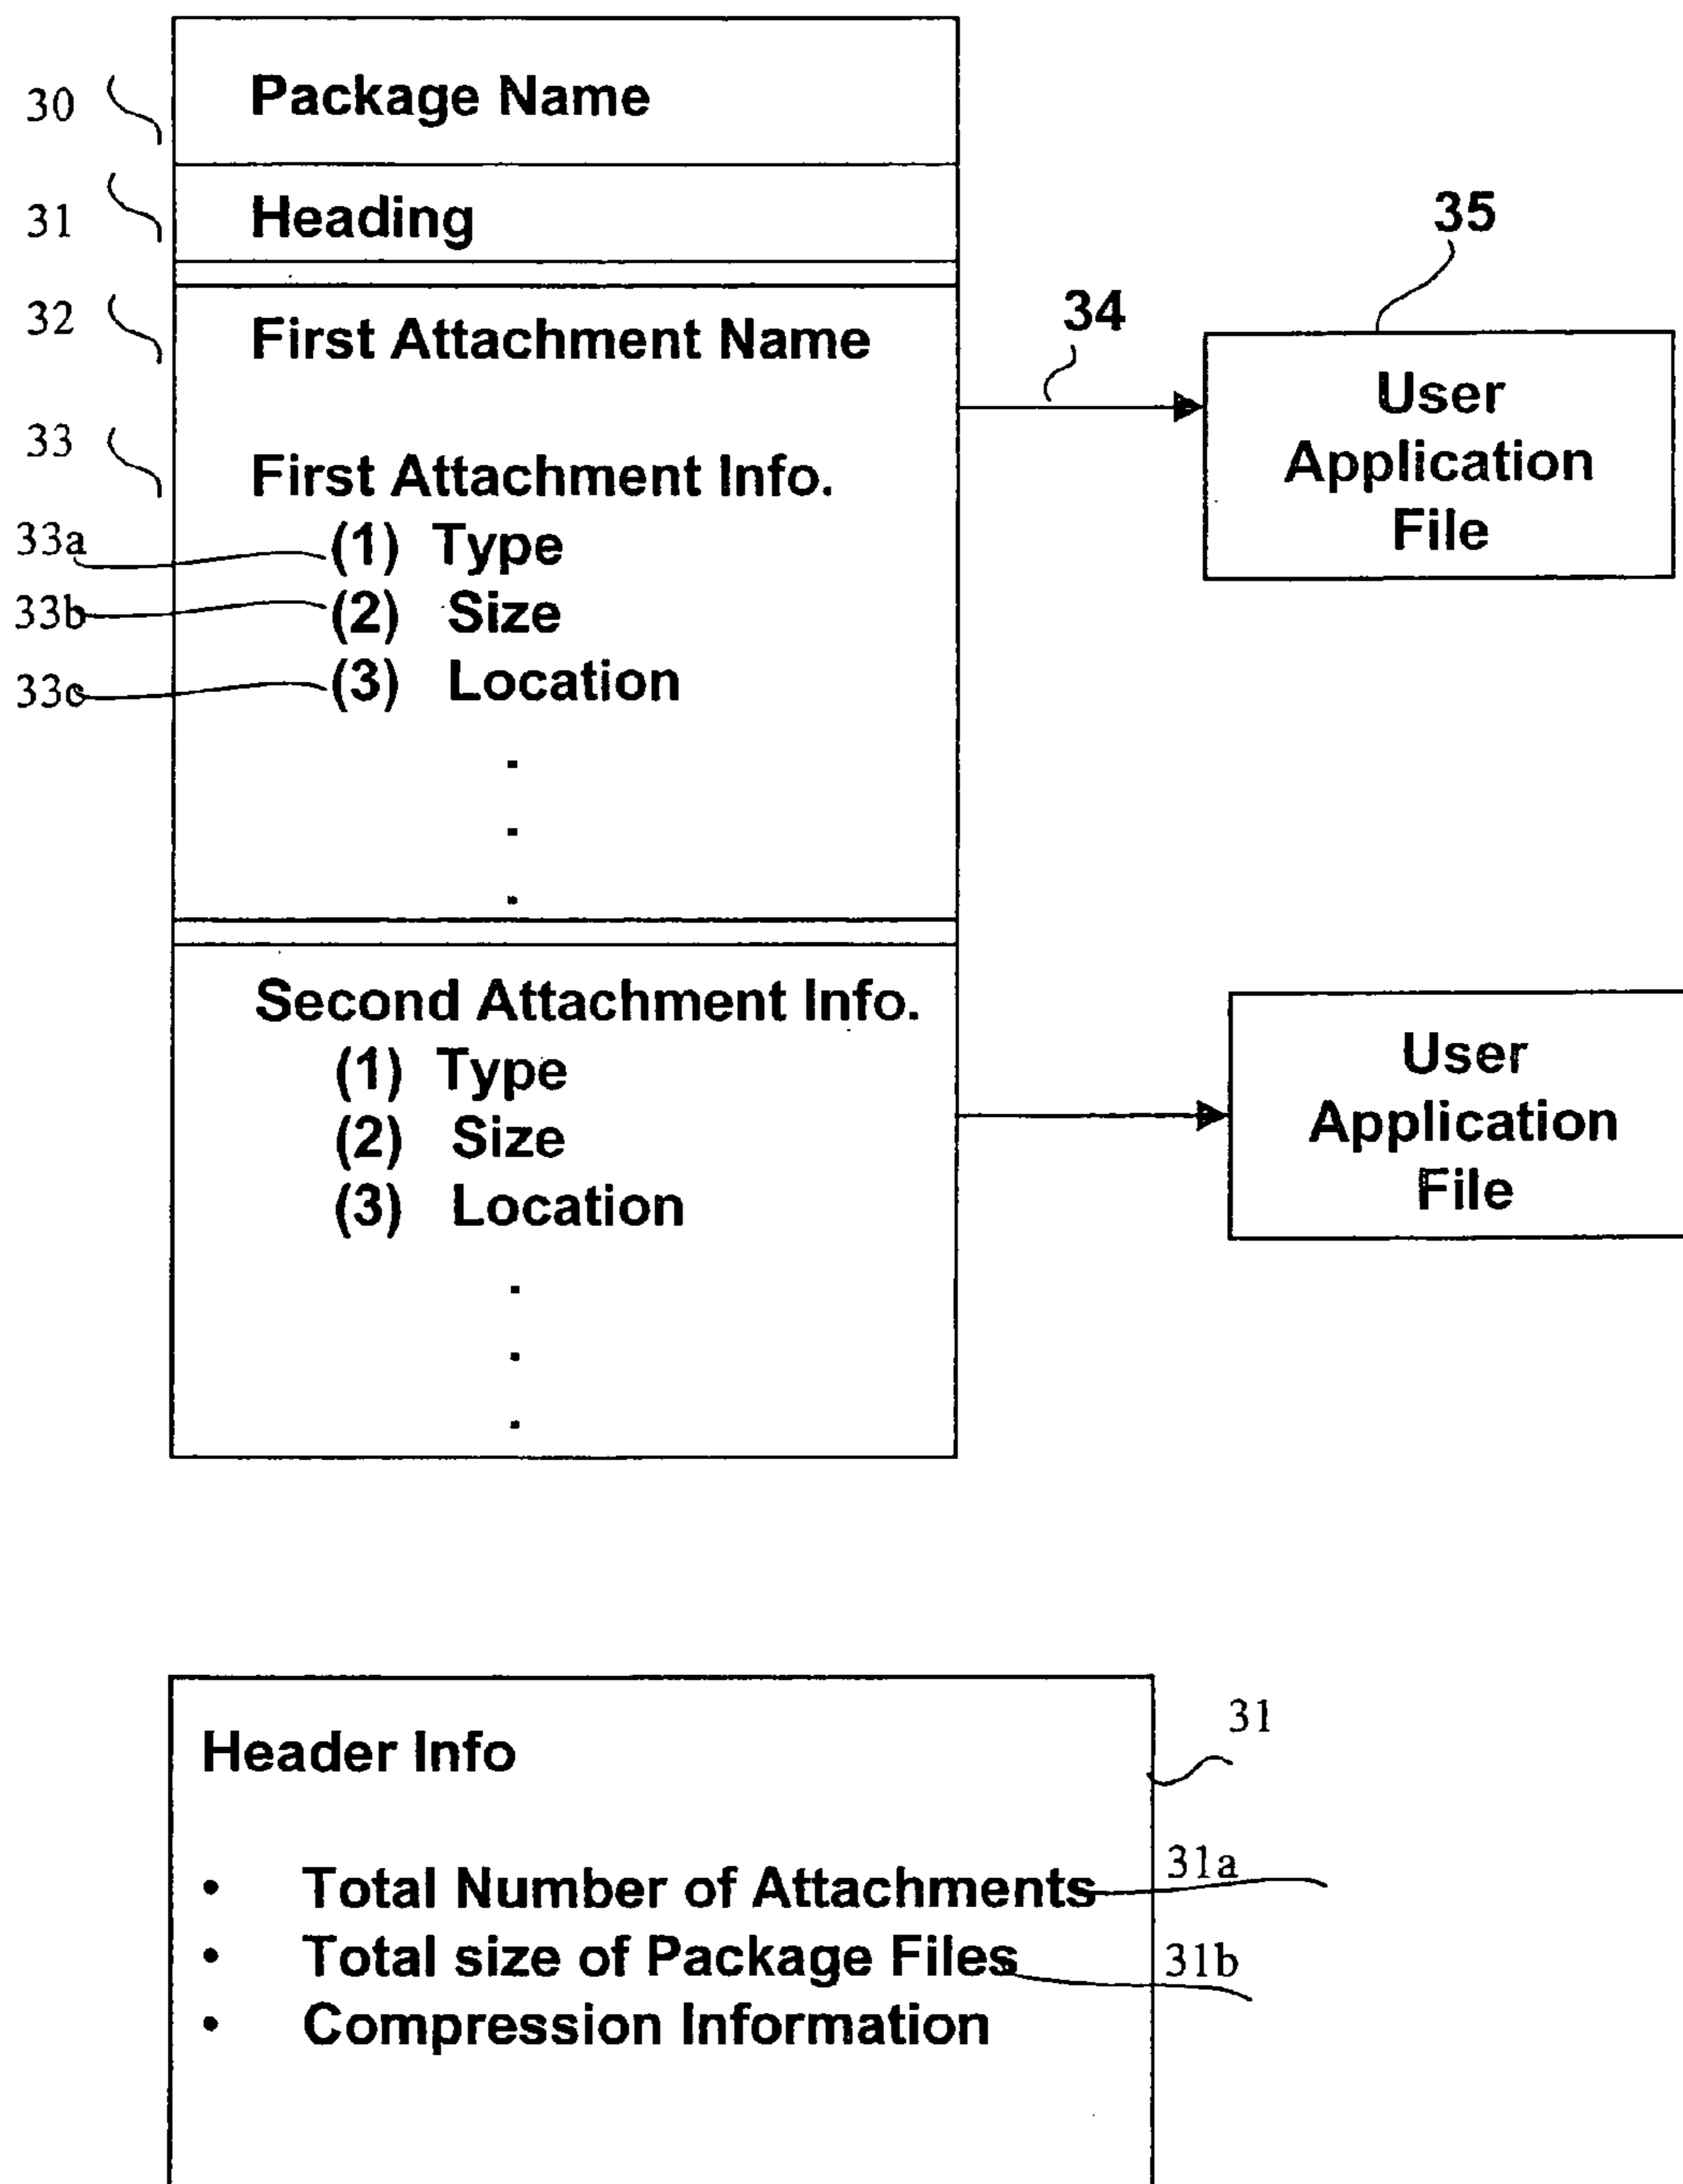 30 Package Name
31 Heading
32 First Attachment Name
33 First Attachment Info.
33a (1) Type
33b (2) Size
33c (3) Location
.
.
.
34
35
User
Application
File
Second Attachment Info.
(1) Type
(2) Size
(3) Location
.
.
.
User
Application
File
31
Header Info
• Total Number of Attachments 31a
• Total size of Package Files 31b
• Compression Information